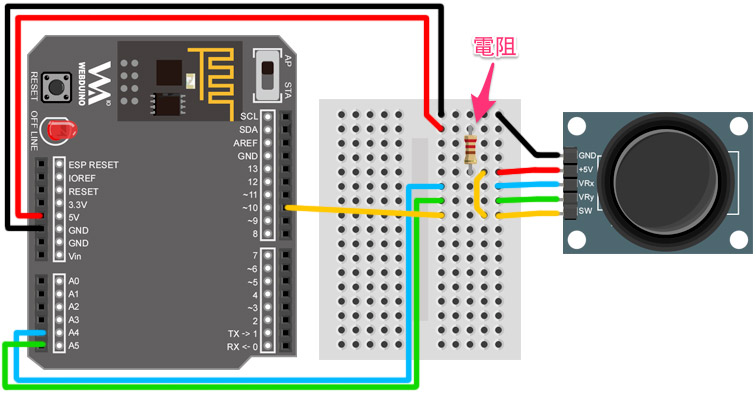 電阻
AP
STA
WEBDUINO
IO
RESET
OFF LINE
SCL
SDA
AREF
GND
13
12
~11
~10
~9
8
ESP RESET
IOREF
RESET
3.3V
5V
GND
GND
Vin
7
~6
~5
4
~3
2
TX -> 1
RX <- 0
A0
A1
A2
A3
A4
A5
GND
+5V
VRx
VRy
SW